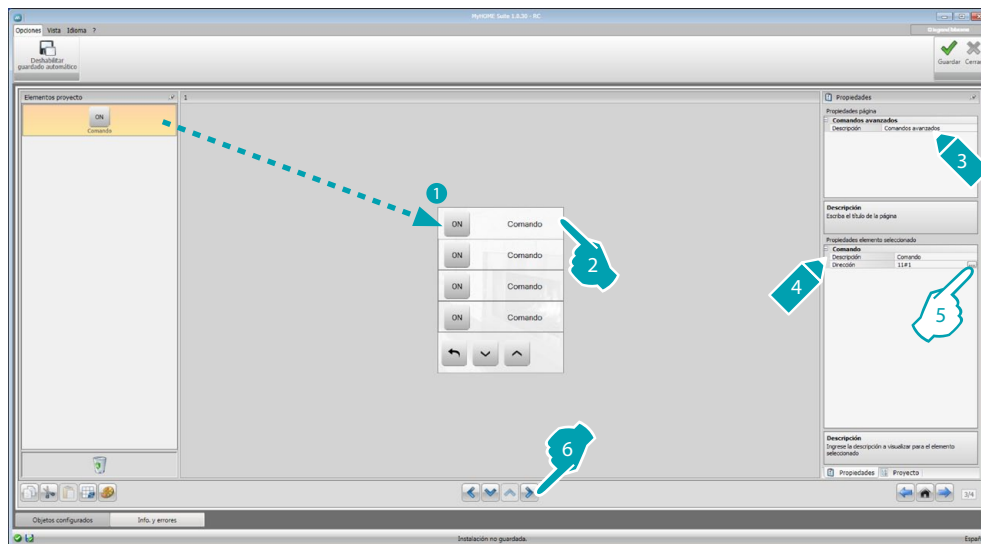 MyHOME Suite 1.0.30 - RC
Opciones Vista Idioma ?
Deshabilitar
guardado automático
Guardar Cerrar
Elementos proyecto
1
ON
Comando
1
ON Comando
2
ON Comando
ON Comando
ON Comando
Propiedades
Propiedades página
Comandos avanzados
Descripción Comandos avanzados
3
Descripción
Escriba el título de la página
Propiedades elemento seleccionado
Comando
Descripción Comando
Dirección 11#1 ...
4
5
Descripción
Ingrese la descripción a visualizar para el elemento
seleccionado
Propiedades Proyecto
6
3/4
Objetos configurados Info. y errores
Instalación no guardada.
Españ